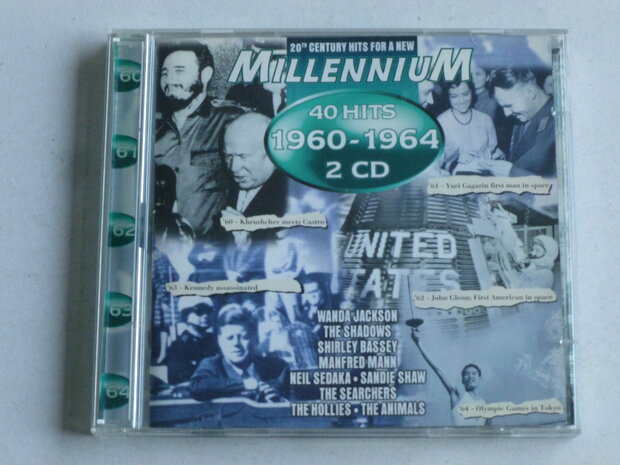 20TH CENTURY HITS FOR A NEW
MILLENNIUM
40 HITS
1960-1964
2 CD
60
61
62
63
64
'61 - Yuri Gagarin first man in space
'60 - Khrushchev meets Castro
UNITED
TATES
'63 - Kennedy assassinated
'62 - John Glenn: First American in space
WANDA JACKSON
THE SHADOWS
SHIRLEY BASSEY
MANFRED MANN
NEIL SEDAKA • SANDIE SHAW
THE SEARCHERS
THE HOLLIES • THE ANIMALS
'64 - Olympic Games in Tokyo